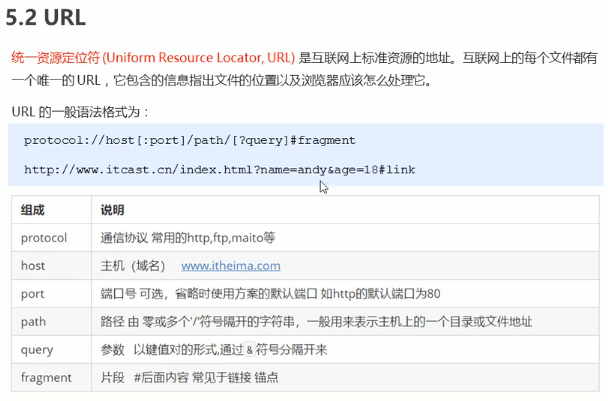 5.2 URL
统一资源定位符 (Uniform Resource Locator, URL) 是互联网上标准资源的地址。互联网上的每个文件都有
一个唯一的 URL，它包含的信息指出文件的位置以及浏览器应该怎么处理它。
URL 的一般语法格式为：
protocol://host[:port]/path/[?query]#fragment
http://www.itcast.cn/index.html?name=andy&age=18#link
组成 说明
protocol 通信协议 常用的http,ftp,maito等
host 主机（域名） www.itheima.com
port 端口号 可选，省略时使用方案的默认端口 如http的默认端口为80
path 路径 由 零或多个'/'符号隔开的字符串，一般用来表示主机上的一个目录或文件地址
query 参数 以键值对的形式,通过 & 符号分隔开来
fragment 片段 #后面内容 常见于链接 锚点